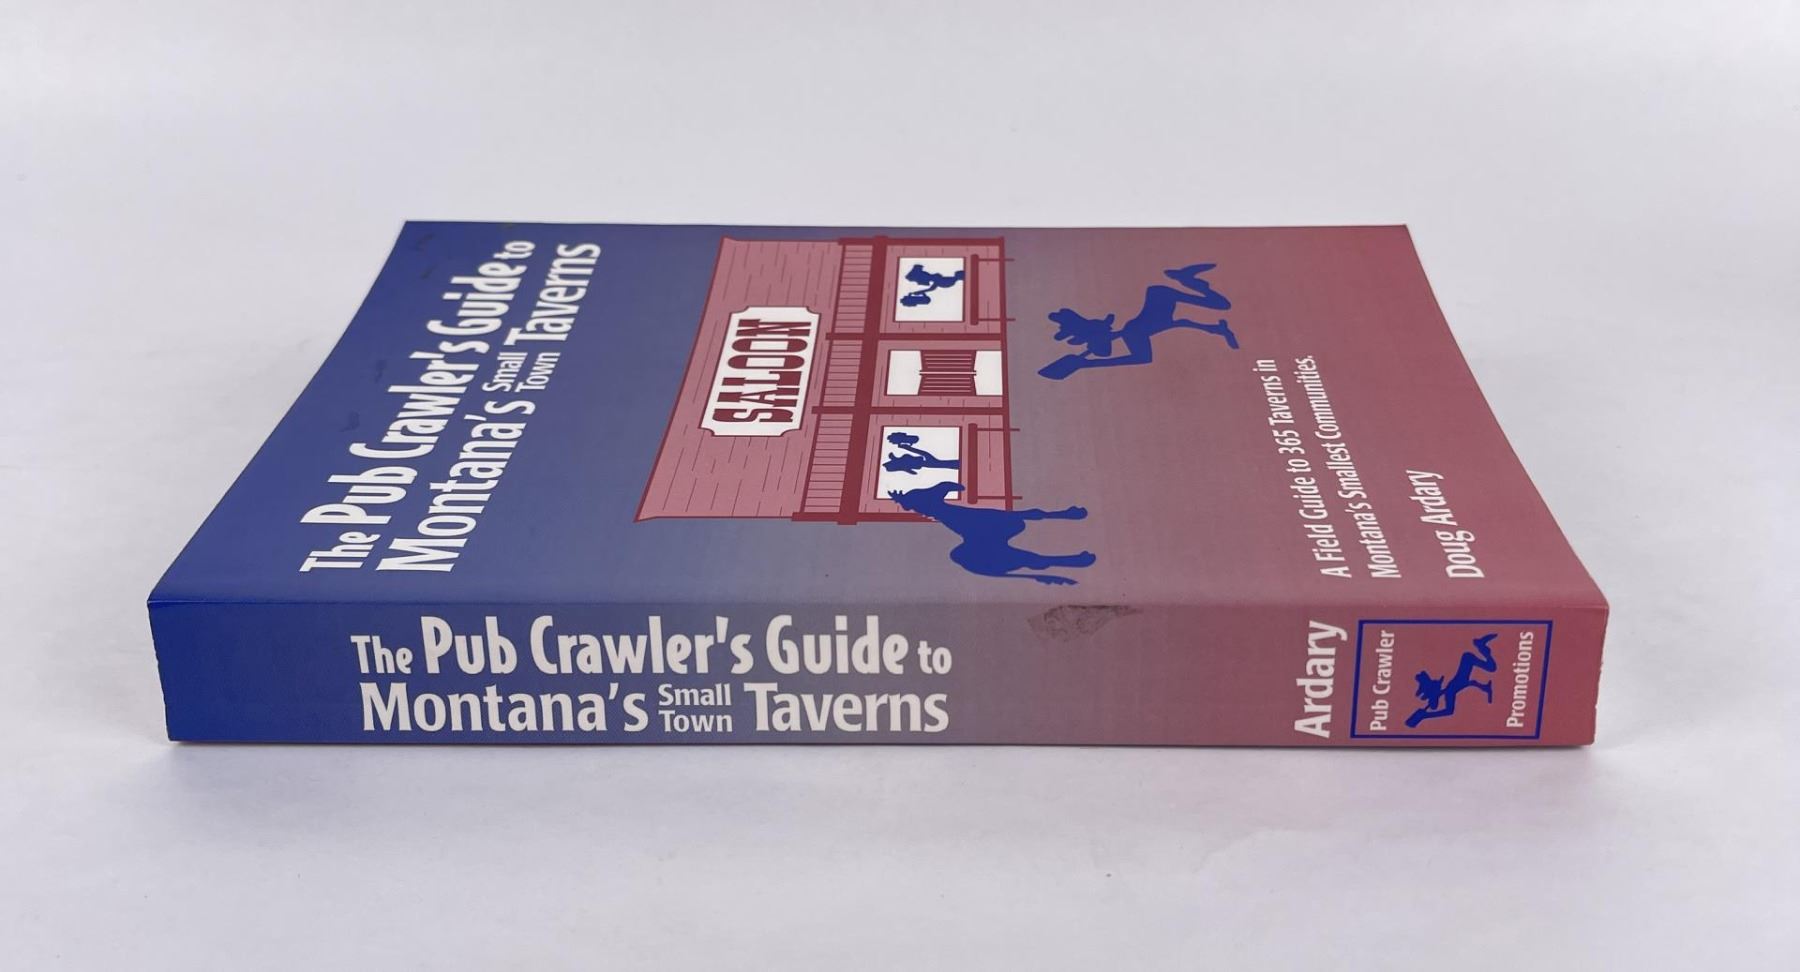 The Pub Crawler's Guide to
Montana's Small Town Taverns
SALOON
A Field Guide to 365 Taverns in
Montana's Smallest Communities.
Doug Ardary
The Pub Crawler's Guide to
Montana's Small Town Taverns
Ardary
Pub Crawler
Promotions